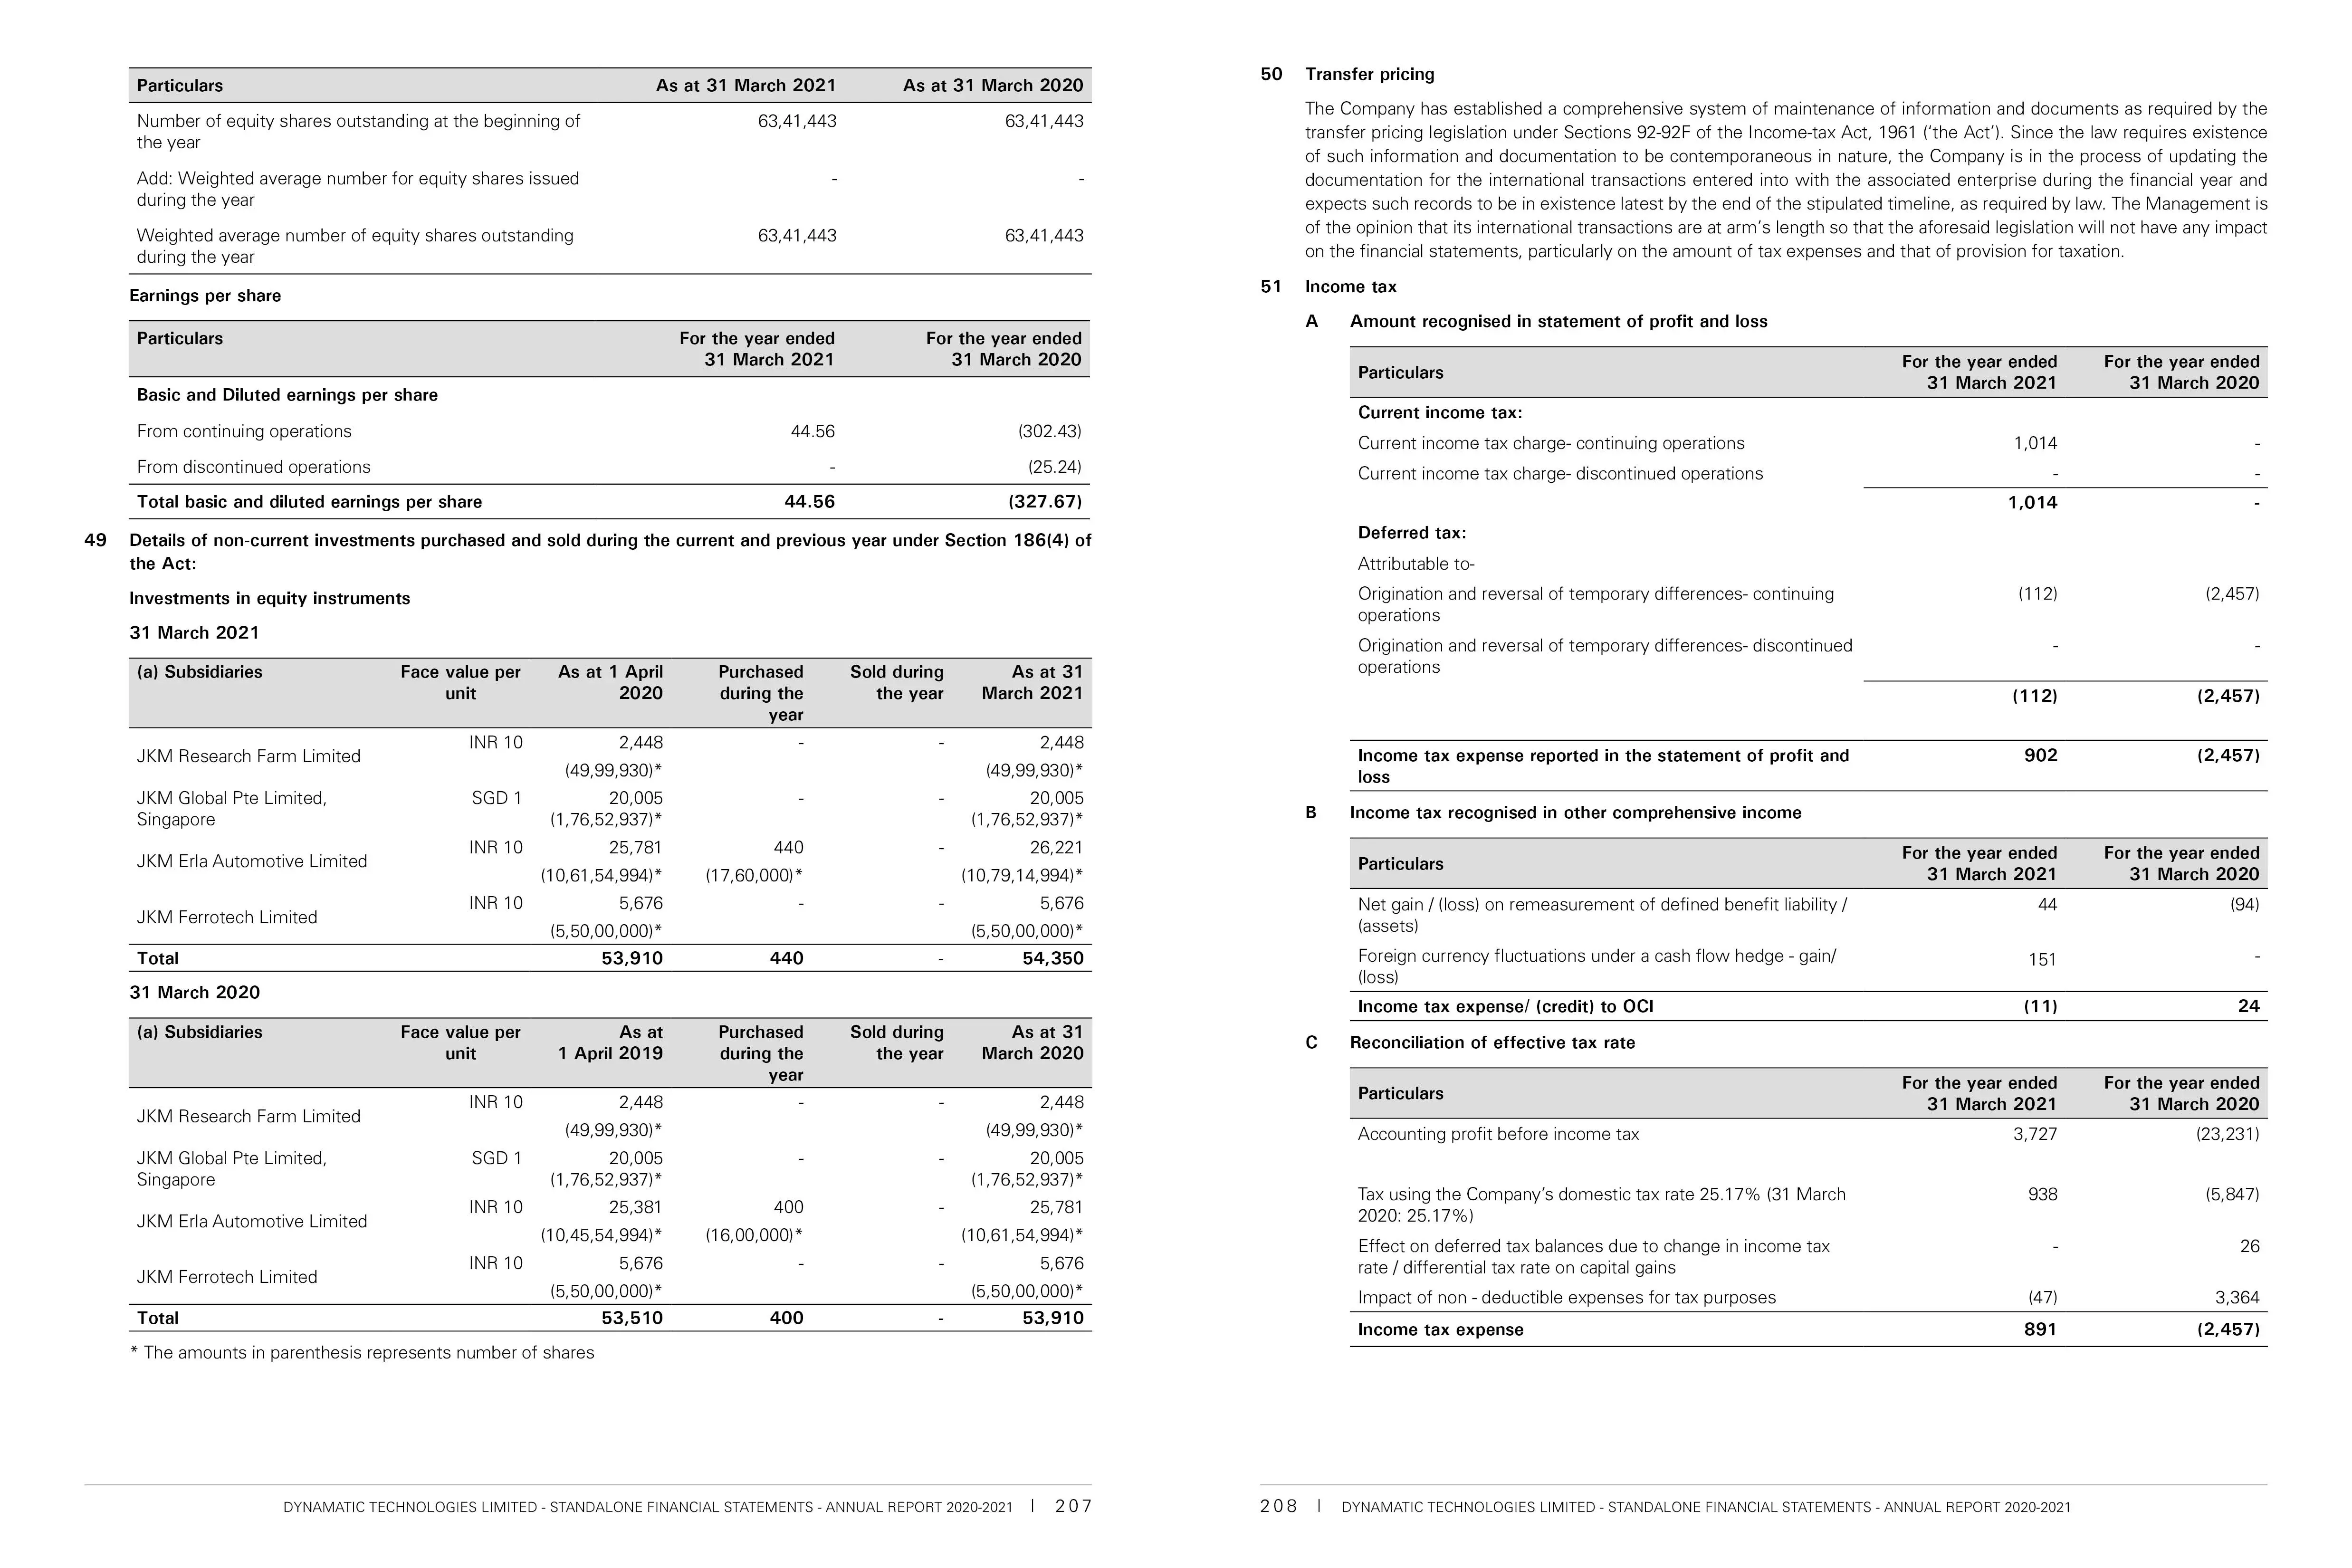 Particulars As at 31 March 2021 As at 31 March 2020
Number of equity shares outstanding at the beginning of 63,41,443 63,41,443
the year
Add: Weighted average number for equity shares issued - -
during the year
Weighted average number of equity shares outstanding 63,41,443 63,41,443
during the year
Earnings per share
Particulars For the year ended For the year ended
31 March 2021 31 March 2020
Basic and Diluted earnings per share
From continuing operations 44.56 (302.43)
From discontinued operations - (25.24)
Total basic and diluted earnings per share 44.56 (327.67)
49 Details of non-current investments purchased and sold during the current and previous year under Section 186(4) of
the Act:
Investments in equity instruments
31 March 2021
(a) Subsidiaries Face value per As at 1 April Purchased Sold during As at 31
unit 2020 during the the year March 2021
year
INR 10 2,448 - - 2,448
JKM Research Farm Limited
(49,99,930)* (49,99,930)*
JKM Global Pte Limited, SGD 1 20,005 - - 20,005
Singapore (1,76,52,937)* (1,76,52,937)*
INR 10 25,781 440 - 26,221
JKM Erla Automotive Limited
(10,61,54,994)* (17,60,000)* (10,79,14,994)*
INR 10 5,676 - - 5,676
JKM Ferrotech Limited
(5,50,00,000)* (5,50,00,000)*
Total 53,910 440 - 54,350
31 March 2020
(a) Subsidiaries Face value per As at Purchased Sold during As at 31
unit 1 April 2019 during the the year March 2020
year
INR 10 2,448 - - 2,448
JKM Research Farm Limited
(49,99,930)* (49,99,930)*
JKM Global Pte Limited, SGD 1 20,005 - - 20,005
Singapore (1,76,52,937)* (1,76,52,937)*
INR 10 25,381 400 - 25,781
JKM Erla Automotive Limited
(10,45,54,994)* (16,00,000)* (10,61,54,994)*
INR 10 5,676 - - 5,676
JKM Ferrotech Limited
(5,50,00,000)* (5,50,00,000)*
Total 53,510 400 - 53,910
* The amounts in parenthesis represents number of shares
DYNAMATIC TECHNOLOGIES LIMITED - STANDALONE FINANCIAL STATEMENTS - ANNUAL REPORT 2020-2021 | 207
50 Transfer pricing
The Company has established a comprehensive system of maintenance of information and documents as required by the
transfer pricing legislation under Sections 92-92F of the Income-tax Act, 1961 (‘the Act’). Since the law requires existence
of such information and documentation to be contemporaneous in nature, the Company is in the process of updating the
documentation for the international transactions entered into with the associated enterprise during the financial year and
expects such records to be in existence latest by the end of the stipulated timeline, as required by law. The Management is
of the opinion that its international transactions are at arm’s length so that the aforesaid legislation will not have any impact
on the financial statements, particularly on the amount of tax expenses and that of provision for taxation.
51 Income tax
A Amount recognised in statement of profit and loss
Particulars For the year ended For the year ended
31 March 2021 31 March 2020
Current income tax:
Current income tax charge- continuing operations 1,014 -
Current income tax charge- discontinued operations - -
1,014 -
Deferred tax:
Attributable to-
Origination and reversal of temporary differences- continuing (112) (2,457)
operations
Origination and reversal of temporary differences- discontinued - -
operations
(112) (2,457)
Income tax expense reported in the statement of profit and 902 (2,457)
loss
B Income tax recognised in other comprehensive income
Particulars For the year ended For the year ended
31 March 2021 31 March 2020
Net gain / (loss) on remeasurement of defined benefit liability / 44 (94)
(assets)
Foreign currency fluctuations under a cash flow hedge - gain/ 151 -
(loss)
Income tax expense/ (credit) to OCI (11) 24
C Reconciliation of effective tax rate
Particulars For the year ended For the year ended
31 March 2021 31 March 2020
Accounting profit before income tax 3,727 (23,231)
Tax using the Company’s domestic tax rate 25.17% (31 March 938 (5,847)
2020: 25.17%)
Effect on deferred tax balances due to change in income tax - 26
rate / differential tax rate on capital gains
Impact of non - deductible expenses for tax purposes (47) 3,364
Income tax expense 891 (2,457)
208 | DYNAMATIC TECHNOLOGIES LIMITED - STANDALONE FINANCIAL STATEMENTS - ANNUAL REPORT 2020-2021